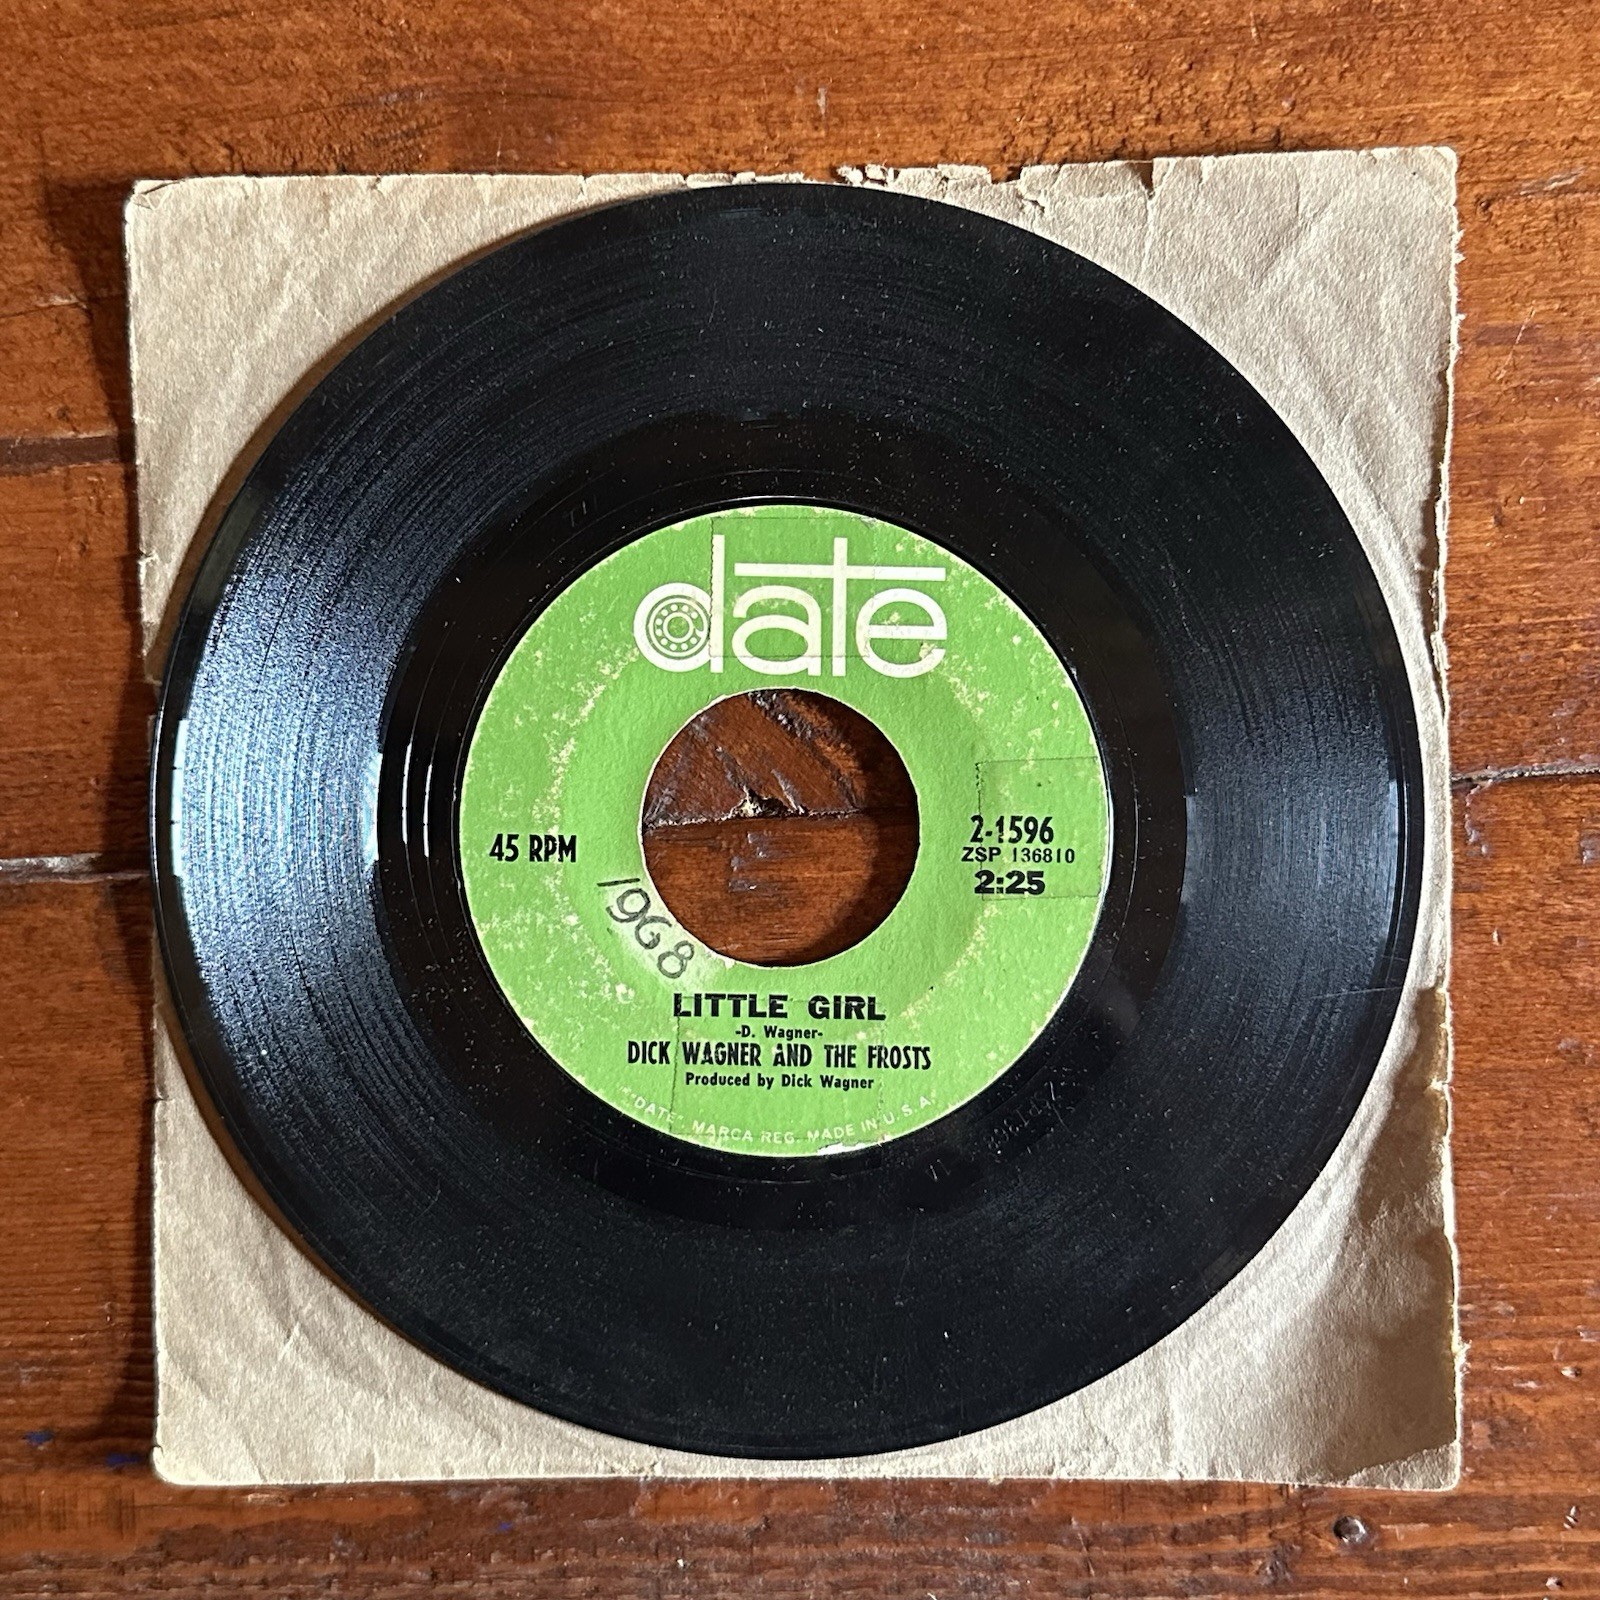 date
45 RPM
2-1596
ZSP 136810
2:25
1968
LITTLE GIRL
-D. Wagner-
DICK WAGNER AND THE FROSTS
Produced by Dick Wagner
"DATE", MARCA REG. MADE IN U.S.A.